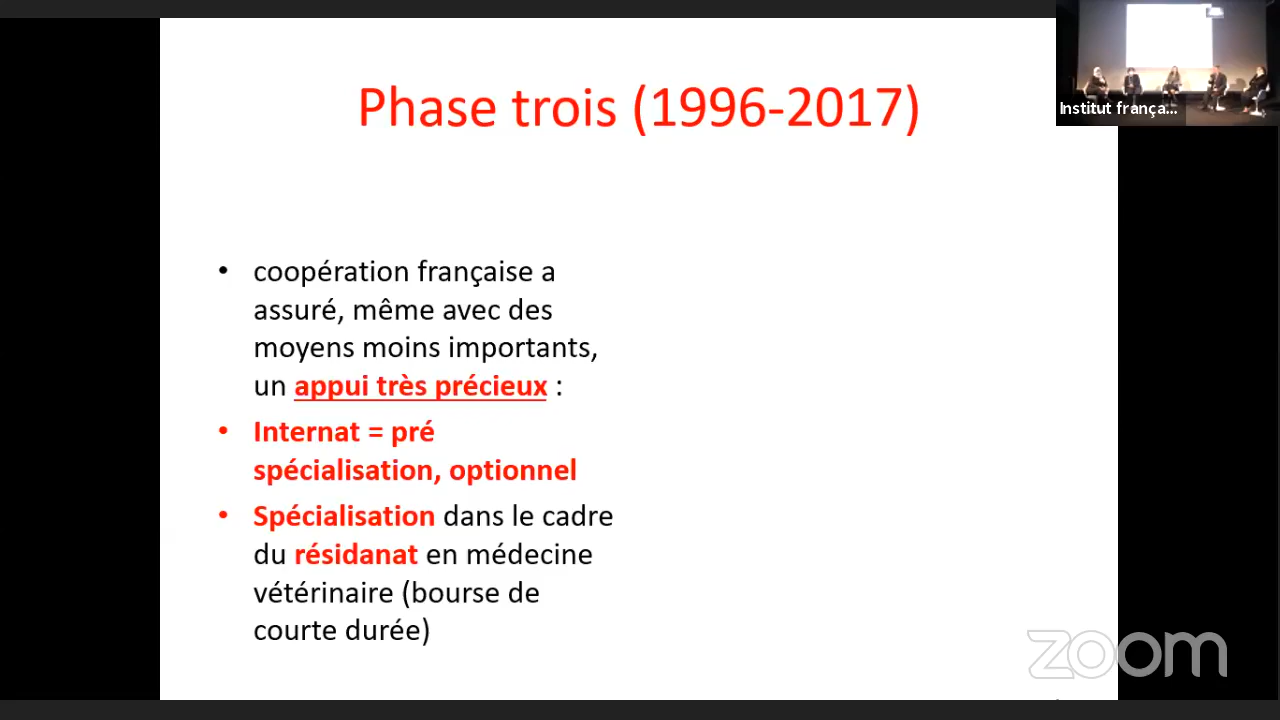 Phase trois (1996-2017)
Institut frança...
• coopération française a
assuré, même avec des
moyens moins importants,
un appui très précieux :
• Internat = pré
spécialisation, optionnel
• Spécialisation dans le cadre
du résidanat en médecine
vétérinaire (bourse de
courte durée)
zoom